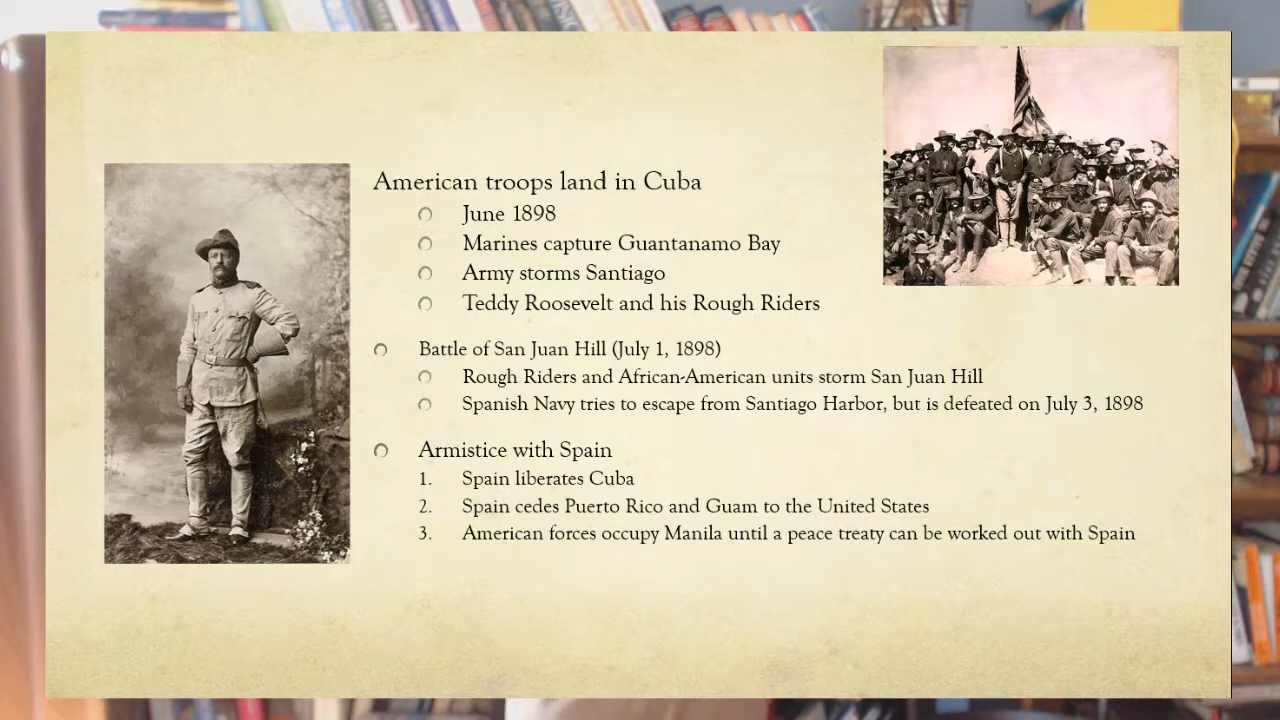 American troops land in Cuba
June 1898
Marines capture Guantanamo Bay
Army storms Santiago
Teddy Roosevelt and his Rough Riders
Battle of San Juan Hill (July 1, 1898)
Rough Riders and African-American units storm San Juan Hill
Spanish Navy tries to escape from Santiago Harbor, but is defeated on July 3, 1898
Armistice with Spain
1. Spain liberates Cuba
2. Spain cedes Puerto Rico and Guam to the United States
3. American forces occupy Manila until a peace treaty can be worked out with Spain